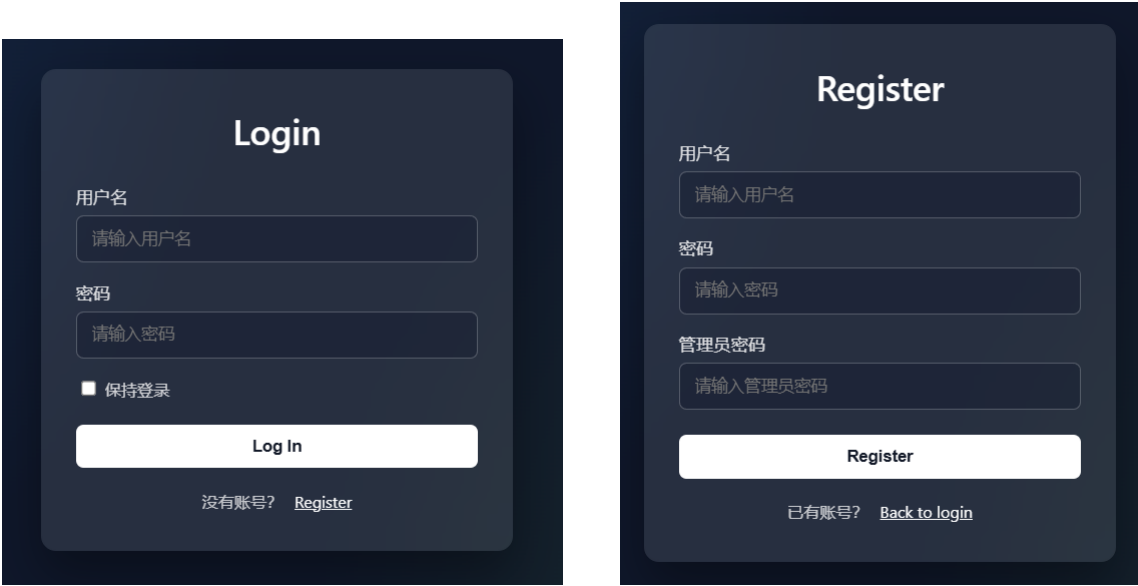 Login
用户名
请输入用户名
密码
请输入密码
保持登录
Log In
没有账号? Register
Register
用户名
请输入用户名
密码
请输入密码
管理员密码
请输入管理员密码
Register
已有账号? Back to login